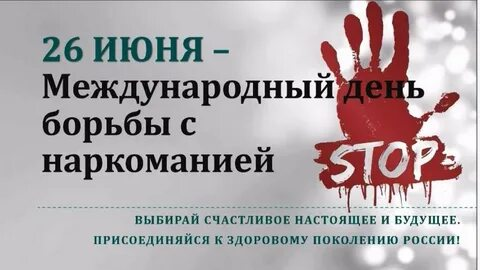 26 ИЮНЯ –
Международный день
борьбы с
наркоманией
STOP
ВЫБИРАЙ СЧАСТЛИВОЕ НАСТОЯЩЕЕ И БУДУЩЕЕ.
ПРИСОЕДИНЯЙСЯ К ЗДОРОВОМУ ПОКОЛЕНИЮ РОССИИ!